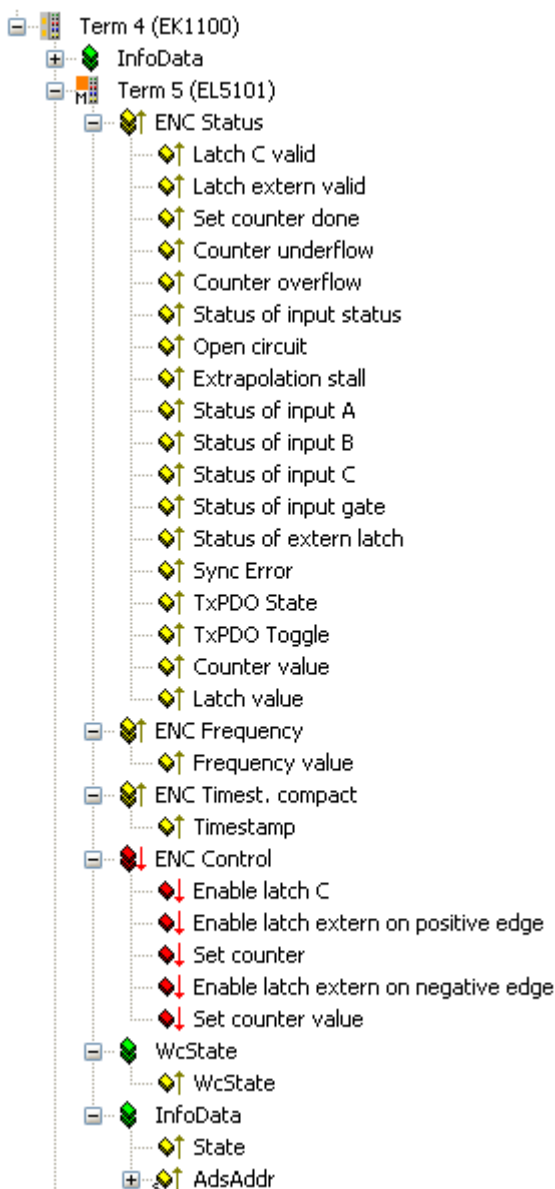 Term 4 (EK1100)
InfoData
M
Term 5 (EL5101)
ENC Status
Latch C valid
Latch extern valid
Set counter done
Counter underflow
Counter overflow
Status of input status
Open circuit
Extrapolation stall
Status of input A
Status of input B
Status of input C
Status of input gate
Status of extern latch
Sync Error
TxPDO State
TxPDO Toggle
Counter value
Latch value
ENC Frequency
Frequency value
ENC Timest. compact
Timestamp
ENC Control
Enable latch C
Enable latch extern on positive edge
Set counter
Enable latch extern on negative edge
Set counter value
WcState
WcState
InfoData
State
AdsAddr